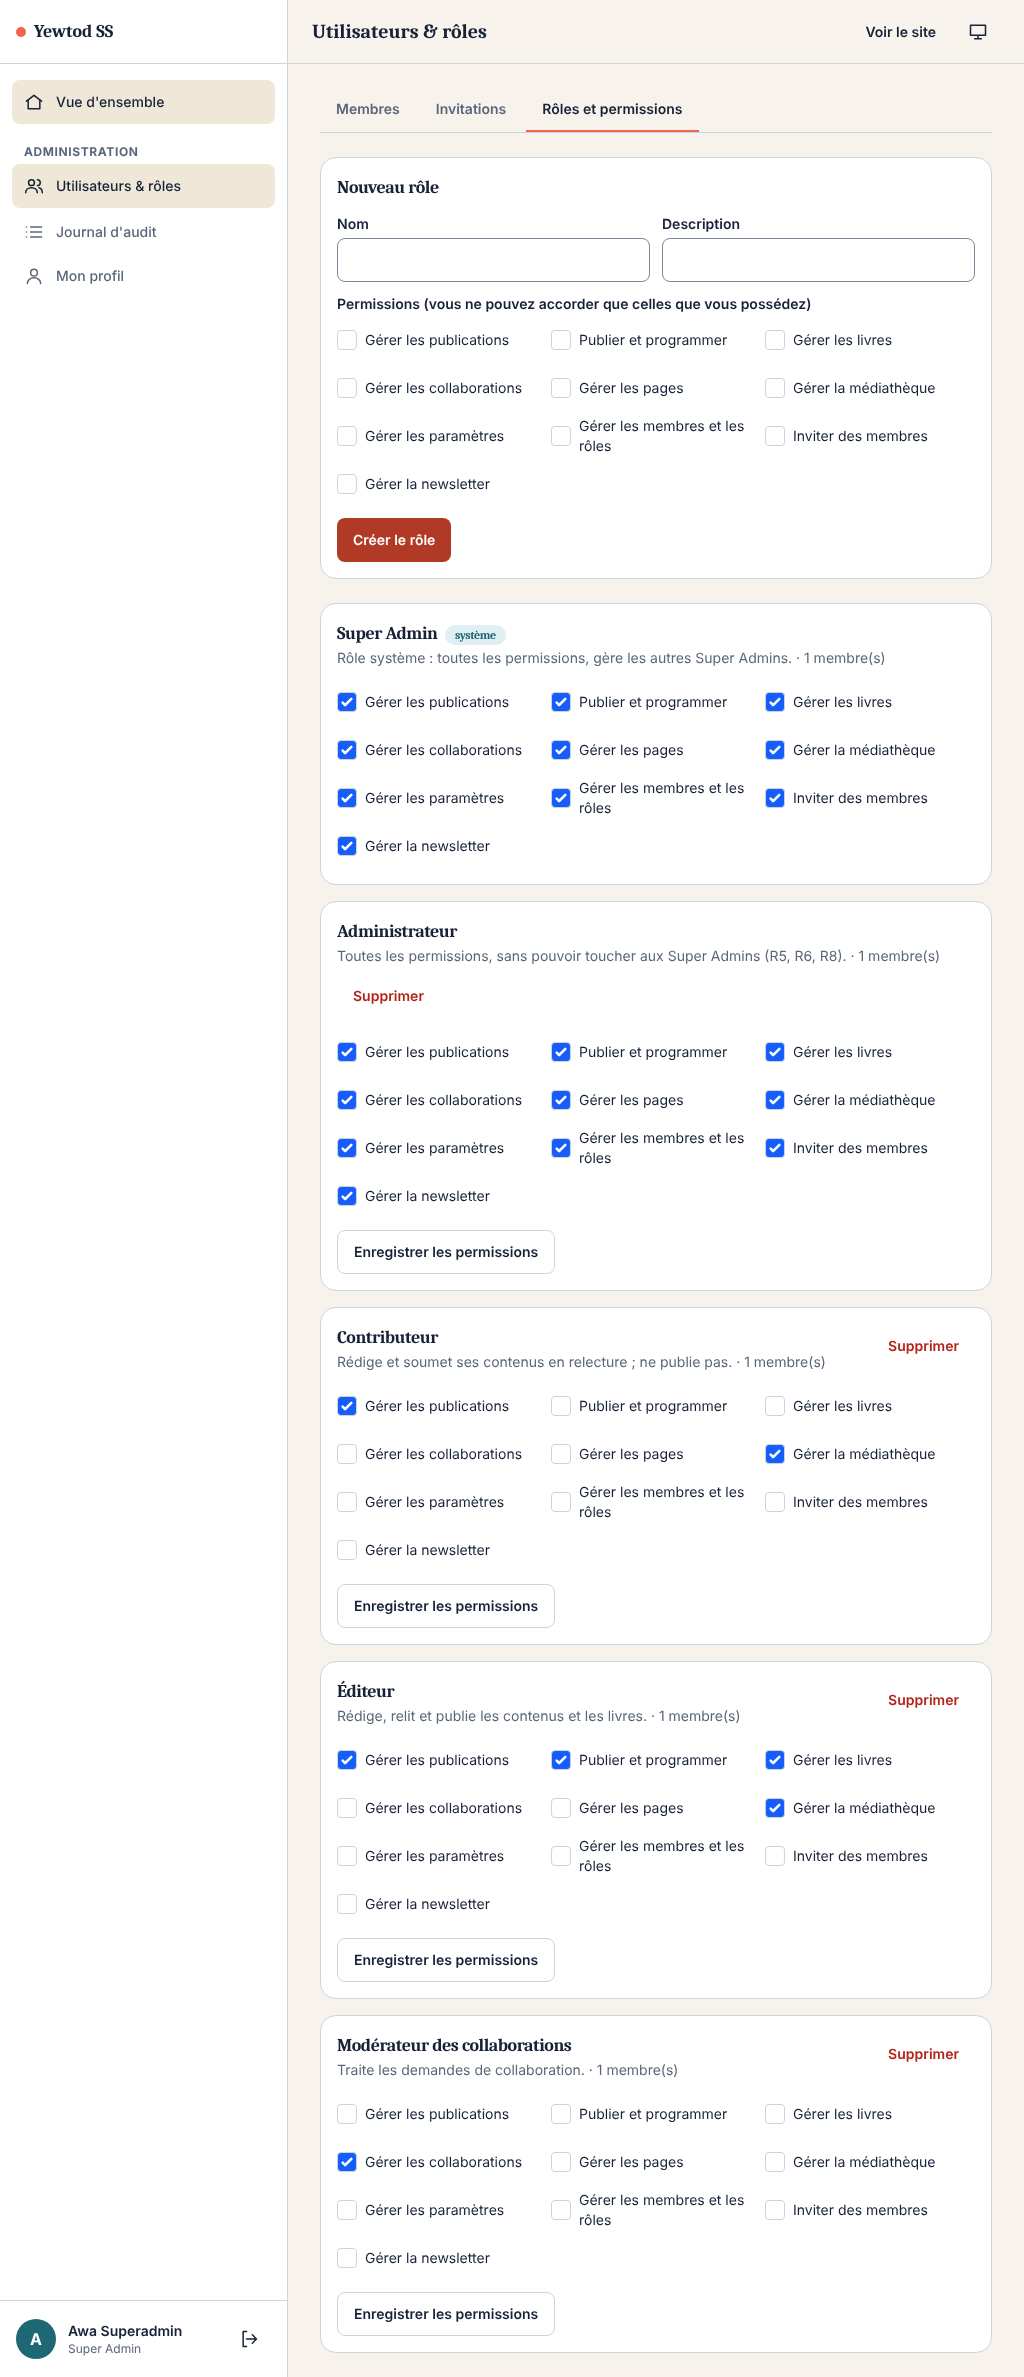 Yewtod SS
Vue d'ensemble
ADMINISTRATION
Utilisateurs & rôles
Journal d'audit
Mon profil
A
Awa Superadmin
Super Admin
Utilisateurs & rôles
Voir le site
Membres
Invitations
Rôles et permissions
Nouveau rôle
Nom
Description
Permissions (vous ne pouvez accorder que celles que vous possédez)
Gérer les publications
Publier et programmer
Gérer les livres
Gérer les collaborations
Gérer les pages
Gérer la médiathèque
Gérer les paramètres
Gérer les membres et les
rôles
Inviter des membres
Gérer la newsletter
Créer le rôle
Super Admin
système
Rôle système : toutes les permissions, gère les autres Super Admins. · 1 membre(s)
Gérer les publications
Publier et programmer
Gérer les livres
Gérer les collaborations
Gérer les pages
Gérer la médiathèque
Gérer les paramètres
Gérer les membres et les
rôles
Inviter des membres
Gérer la newsletter
Administrateur
Toutes les permissions, sans pouvoir toucher aux Super Admins (R5, R6, R8). · 1 membre(s)
Supprimer
Gérer les publications
Publier et programmer
Gérer les livres
Gérer les collaborations
Gérer les pages
Gérer la médiathèque
Gérer les paramètres
Gérer les membres et les
rôles
Inviter des membres
Gérer la newsletter
Enregistrer les permissions
Contributeur
Rédige et soumet ses contenus en relecture ; ne publie pas. · 1 membre(s)
Supprimer
Gérer les publications
Publier et programmer
Gérer les livres
Gérer les collaborations
Gérer les pages
Gérer la médiathèque
Gérer les paramètres
Gérer les membres et les
rôles
Inviter des membres
Gérer la newsletter
Enregistrer les permissions
Éditeur
Rédige, relit et publie les contenus et les livres. · 1 membre(s)
Supprimer
Gérer les publications
Publier et programmer
Gérer les livres
Gérer les collaborations
Gérer les pages
Gérer la médiathèque
Gérer les paramètres
Gérer les membres et les
rôles
Inviter des membres
Gérer la newsletter
Enregistrer les permissions
Modérateur des collaborations
Traite les demandes de collaboration. · 1 membre(s)
Supprimer
Gérer les publications
Publier et programmer
Gérer les livres
Gérer les collaborations
Gérer les pages
Gérer la médiathèque
Gérer les paramètres
Gérer les membres et les
rôles
Inviter des membres
Gérer la newsletter
Enregistrer les permissions